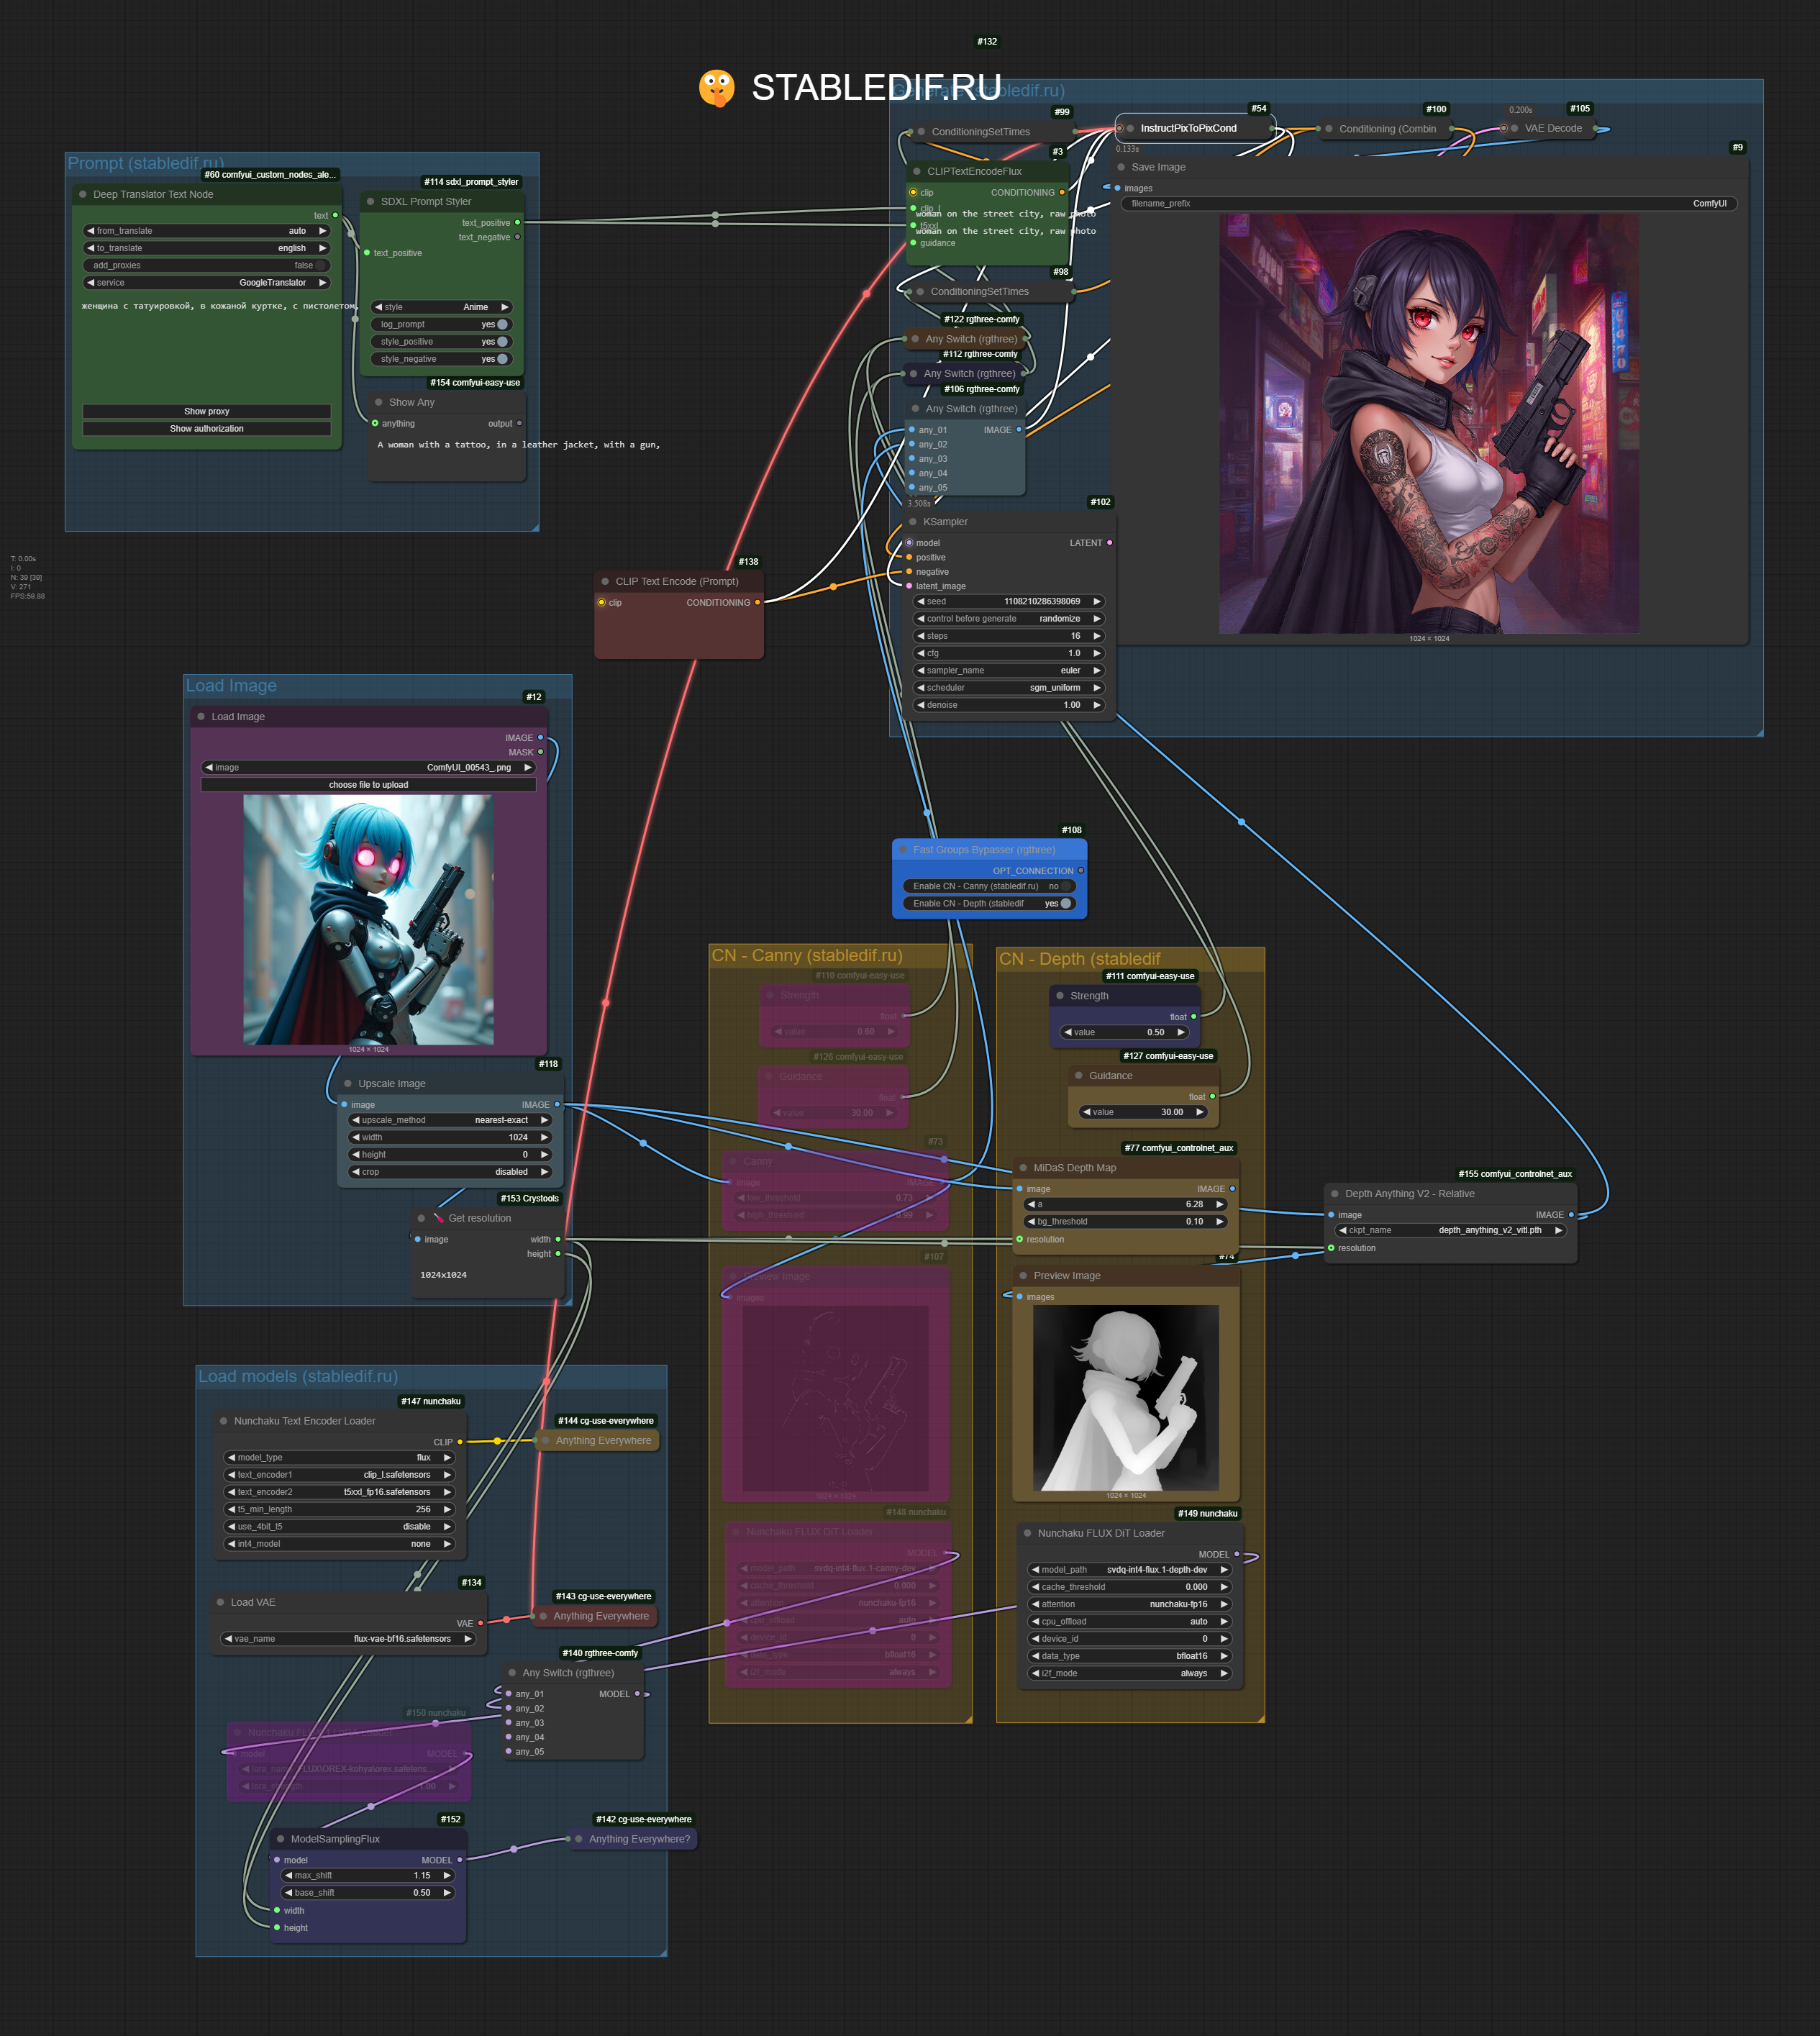 #132
STABLEDIF.RU
Generate (stabledif.ru)
#99
ConditioningSetTimes
#54
InstructPixToPixCond
0.133s
#100
Conditioning (Combin
0.200s
#105
VAE Decode
#3
CLIPTextEncodeFlux
clip
CONDITIONING
clip_l
t5xxl
guidance
woman on the street city, raw photo
woman on the street city, raw photo
#9
Save Image
images
filename_prefix
ComfyUI
1024 × 1024
#98
ConditioningSetTimes
#122 rgthree-comfy
Any Switch (rgthree)
#112 rgthree-comfy
Any Switch (rgthree)
#106 rgthree-comfy
Any Switch (rgthree)
any_01
IMAGE
any_02
any_03
any_04
any_05
3.508s
#102
KSampler
model
LATENT
positive
negative
latent_image
seed
1108210286398069
control before generate
randomize
steps
16
cfg
1.0
sampler_name
euler
scheduler
sgm_uniform
denoise
1.00
Prompt (stabledif.ru)
#60 comfyui_custom_nodes_ale...
Deep Translator Text Node
text
from_translate
auto
to_translate
english
add_proxies
false
service
GoogleTranslator
женщина с татуировкой, в кожаной куртке, с пистолетом,
Show proxy
Show authorization
#114 sdxl_prompt_styler
SDXL Prompt Styler
text_positive
text_negative
text_positive
style
Anime
log_prompt
yes
style_positive
yes
style_negative
yes
#154 comfyui-easy-use
Show Any
anything
output
A woman with a tattoo, in a leather jacket, with a gun,
T: 0.00s
I: 0
N: 39 [39]
V: 271
FPS:59.88
#138
CLIP Text Encode (Prompt)
clip
CONDITIONING
Load Image
#12
Load Image
IMAGE
MASK
image
ComfyUI_00543_.png
choose file to upload
1024 × 1024
#118
Upscale Image
image
IMAGE
upscale_method
nearest-exact
width
1024
height
0
crop
disabled
#153 Crystools
Get resolution
image
width
height
1024x1024
#108
Fast Groups Bypasser (rgthree)
OPT_CONNECTION
Enable CN - Canny (stabledif.ru)
no
Enable CN - Depth (stabledif
yes
CN - Canny (stabledif.ru)
#110 comfyui-easy-use
Strength
float
value
0.60
#126 comfyui-easy-use
Guidance
float
value
30.00
#73
Canny
image
IMAGE
low_threshold
0.73
high_threshold
0.99
#107
Preview Image
images
1024 × 1024
#148 nunchaku
Nunchaku FLUX DiT Loader
MODEL
model_path
svdq-int4-flux.1-canny-dev
cache_threshold
0.000
attention
nunchaku-fp16
cpu_offload
auto
device_id
0
data_type
bfloat16
i2f_mode
always
CN - Depth (stabledif
#111 comfyui-easy-use
Strength
float
value
0.50
#127 comfyui-easy-use
Guidance
float
value
30.00
#77 comfyui_controlnet_aux
MiDaS Depth Map
image
IMAGE
a
6.28
bg_threshold
0.10
resolution
#74
Preview Image
images
1024 × 1024
#149 nunchaku
Nunchaku FLUX DiT Loader
MODEL
model_path
svdq-int4-flux.1-depth-dev
cache_threshold
0.000
attention
nunchaku-fp16
cpu_offload
auto
device_id
0
data_type
bfloat16
i2f_mode
always
#155 comfyui_controlnet_aux
Depth Anything V2 - Relative
image
IMAGE
ckpt_name
depth_anything_v2_vitl.pth
resolution
Load models (stabledif.ru)
#147 nunchaku
Nunchaku Text Encoder Loader
CLIP
model_type
flux
text_encoder1
clip_l.safetensors
text_encoder2
t5xxl_fp16.safetensors
t5_min_length
256
use_4bit_t5
disable
int4_model
none
#144 cg-use-everywhere
Anything Everywhere
#134
Load VAE
VAE
vae_name
flux-vae-bf16.safetensors
#143 cg-use-everywhere
Anything Everywhere
#140 rgthree-comfy
Any Switch (rgthree)
any_01
MODEL
any_02
any_03
any_04
any_05
#150 nunchaku
model
MODEL
lora_strength
1.00
#152
ModelSamplingFlux
model
MODEL
max_shift
1.15
base_shift
0.50
width
height
#142 cg-use-everywhere
Anything Everywhere?